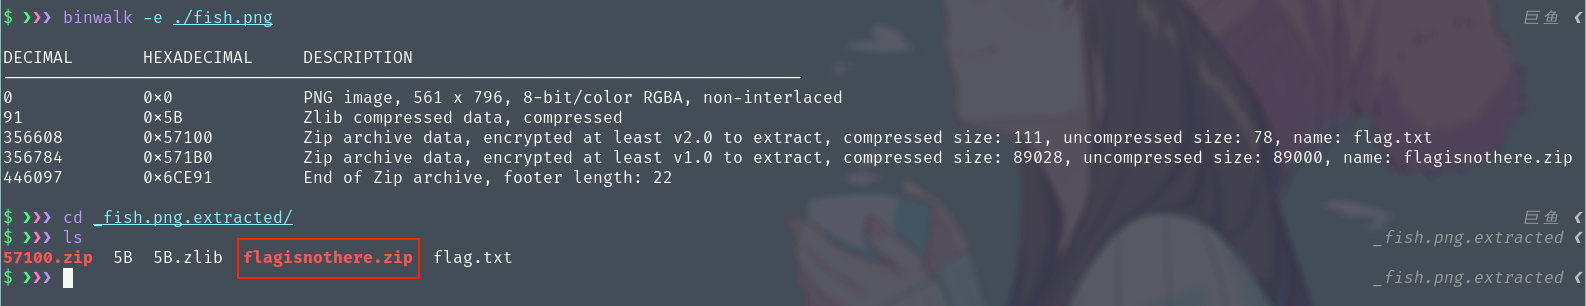 $ ❯❯❯ binwalk -e ./fish.png 巨鱼 ❮
DECIMAL HEXADECIMAL DESCRIPTION
--------------------------------------------------------------------------------
0 0x0 PNG image, 561 x 796, 8-bit/color RGBA, non-interlaced
91 0x5B Zlib compressed data, compressed
356608 0x57100 Zip archive data, encrypted at least v2.0 to extract, compressed size: 111, uncompressed size: 78, name: flag.txt
356784 0x571B0 Zip archive data, encrypted at least v1.0 to extract, compressed size: 89028, uncompressed size: 89000, name: flagisnothere.zip
446097 0x6CE91 End of Zip archive, footer length: 22
$ ❯❯❯ cd _fish.png.extracted/ 巨鱼 ❮
$ ❯❯❯ ls _fish.png.extracted ❮
57100.zip 5B 5B.zlib flagisnothere.zip flag.txt
$ ❯❯❯ _fish.png.extracted ❮